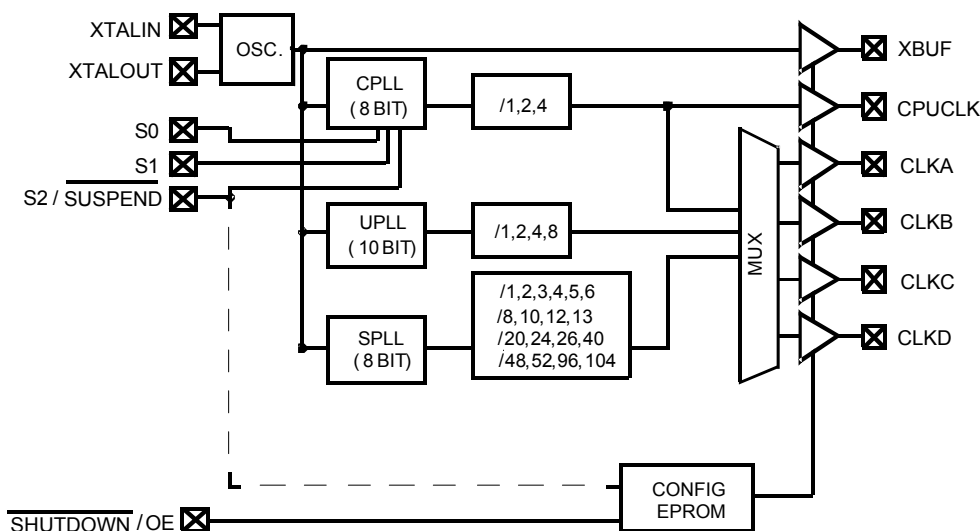 XTALIN
XTALOUT
OSC.
S0
S1
S2 / SUSPEND
CPLL
( 8 BIT)
/1,2,4
UPLL
( 10 BIT)
/1,2,4,8
SPLL
( 8 BIT)
/1,2,3,4,5,6
/8,10,12,13
/20,24,26,40
/48,52,96,104
MUX
XBUF
CPUCLK
CLKA
CLKB
CLKC
CLKD
CONFIG
EPROM
SHUTDOWN / OE